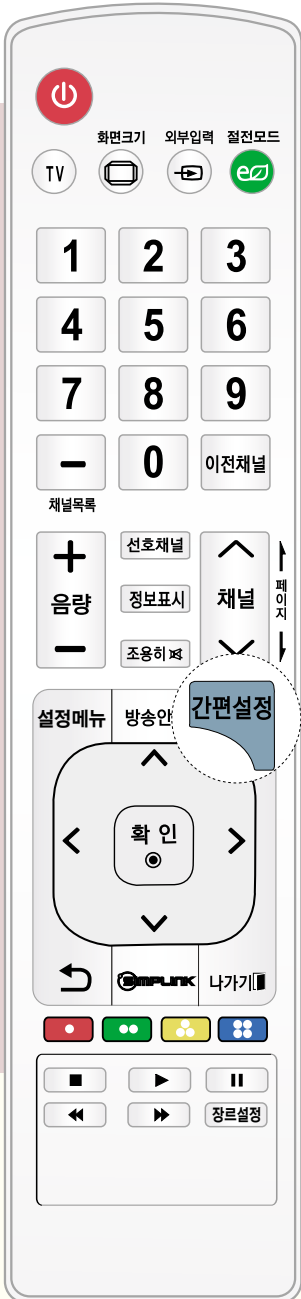 화면크기 외부입력 절전모드
TV
1 2 3
4 5 6
7 8 9
– 0 이전채널
채널목록
+ 선호채널
음량 정보표시 채널 페이지
– 조용히
설정메뉴 방송안 간편설정
확인
SIMPLINK 나가기
장르설정